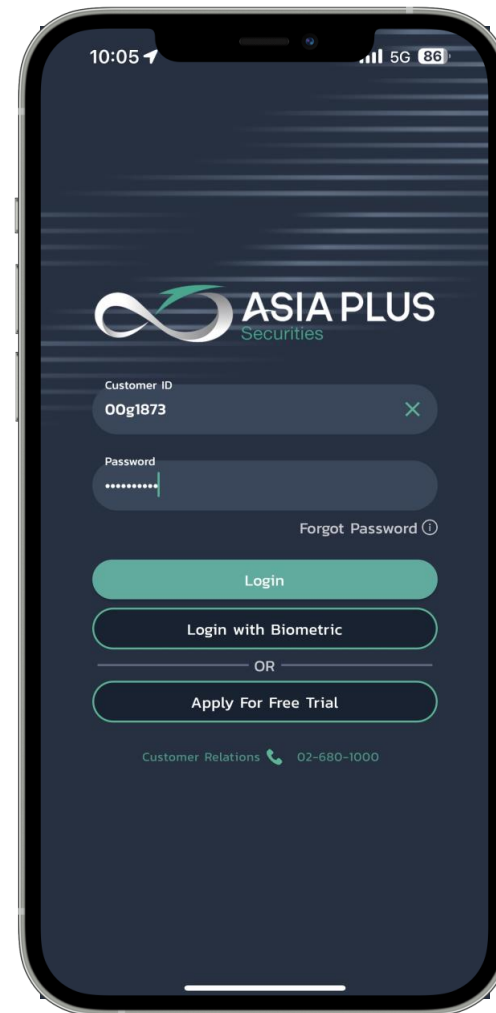 10:05 5G 86
ASIA PLUS
Securities
Customer ID
00g1873
Password
••••••••••
Forgot Password
Login
Login with Biometric
OR
Apply For Free Trial
Customer Relations 02-680-1000